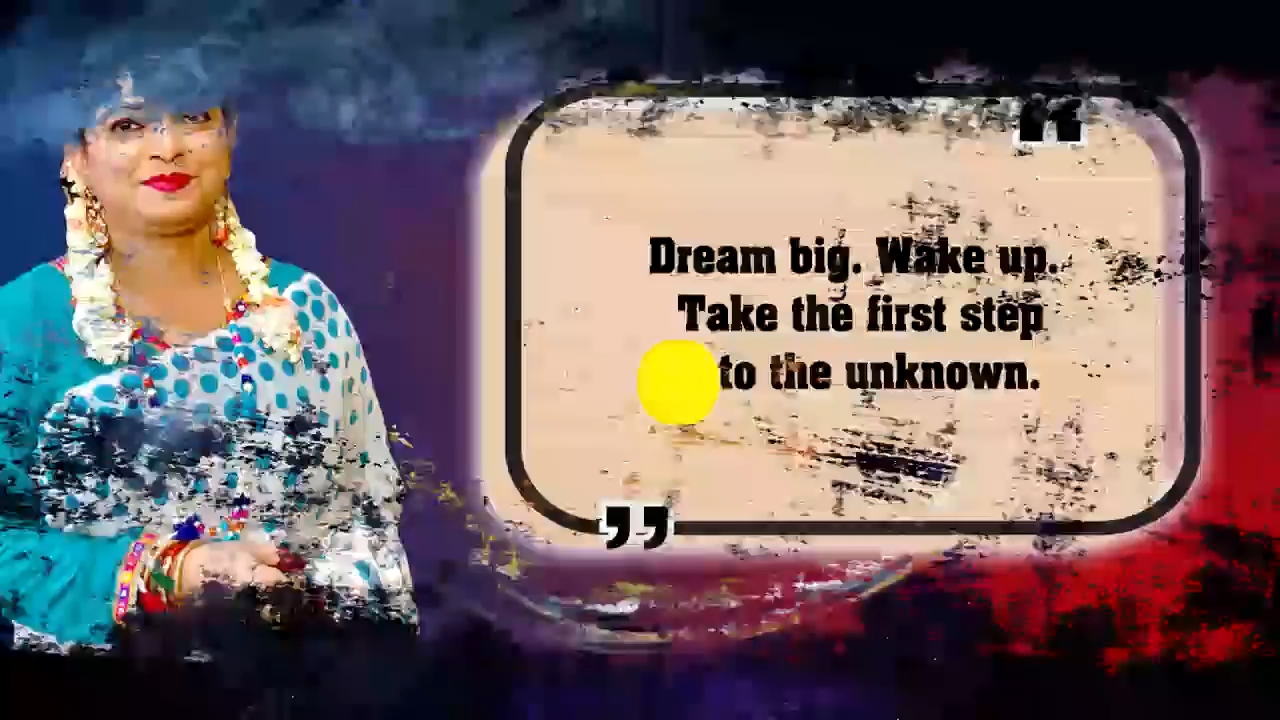 Dream big. Wake up.
Take the first step
to the unknown.